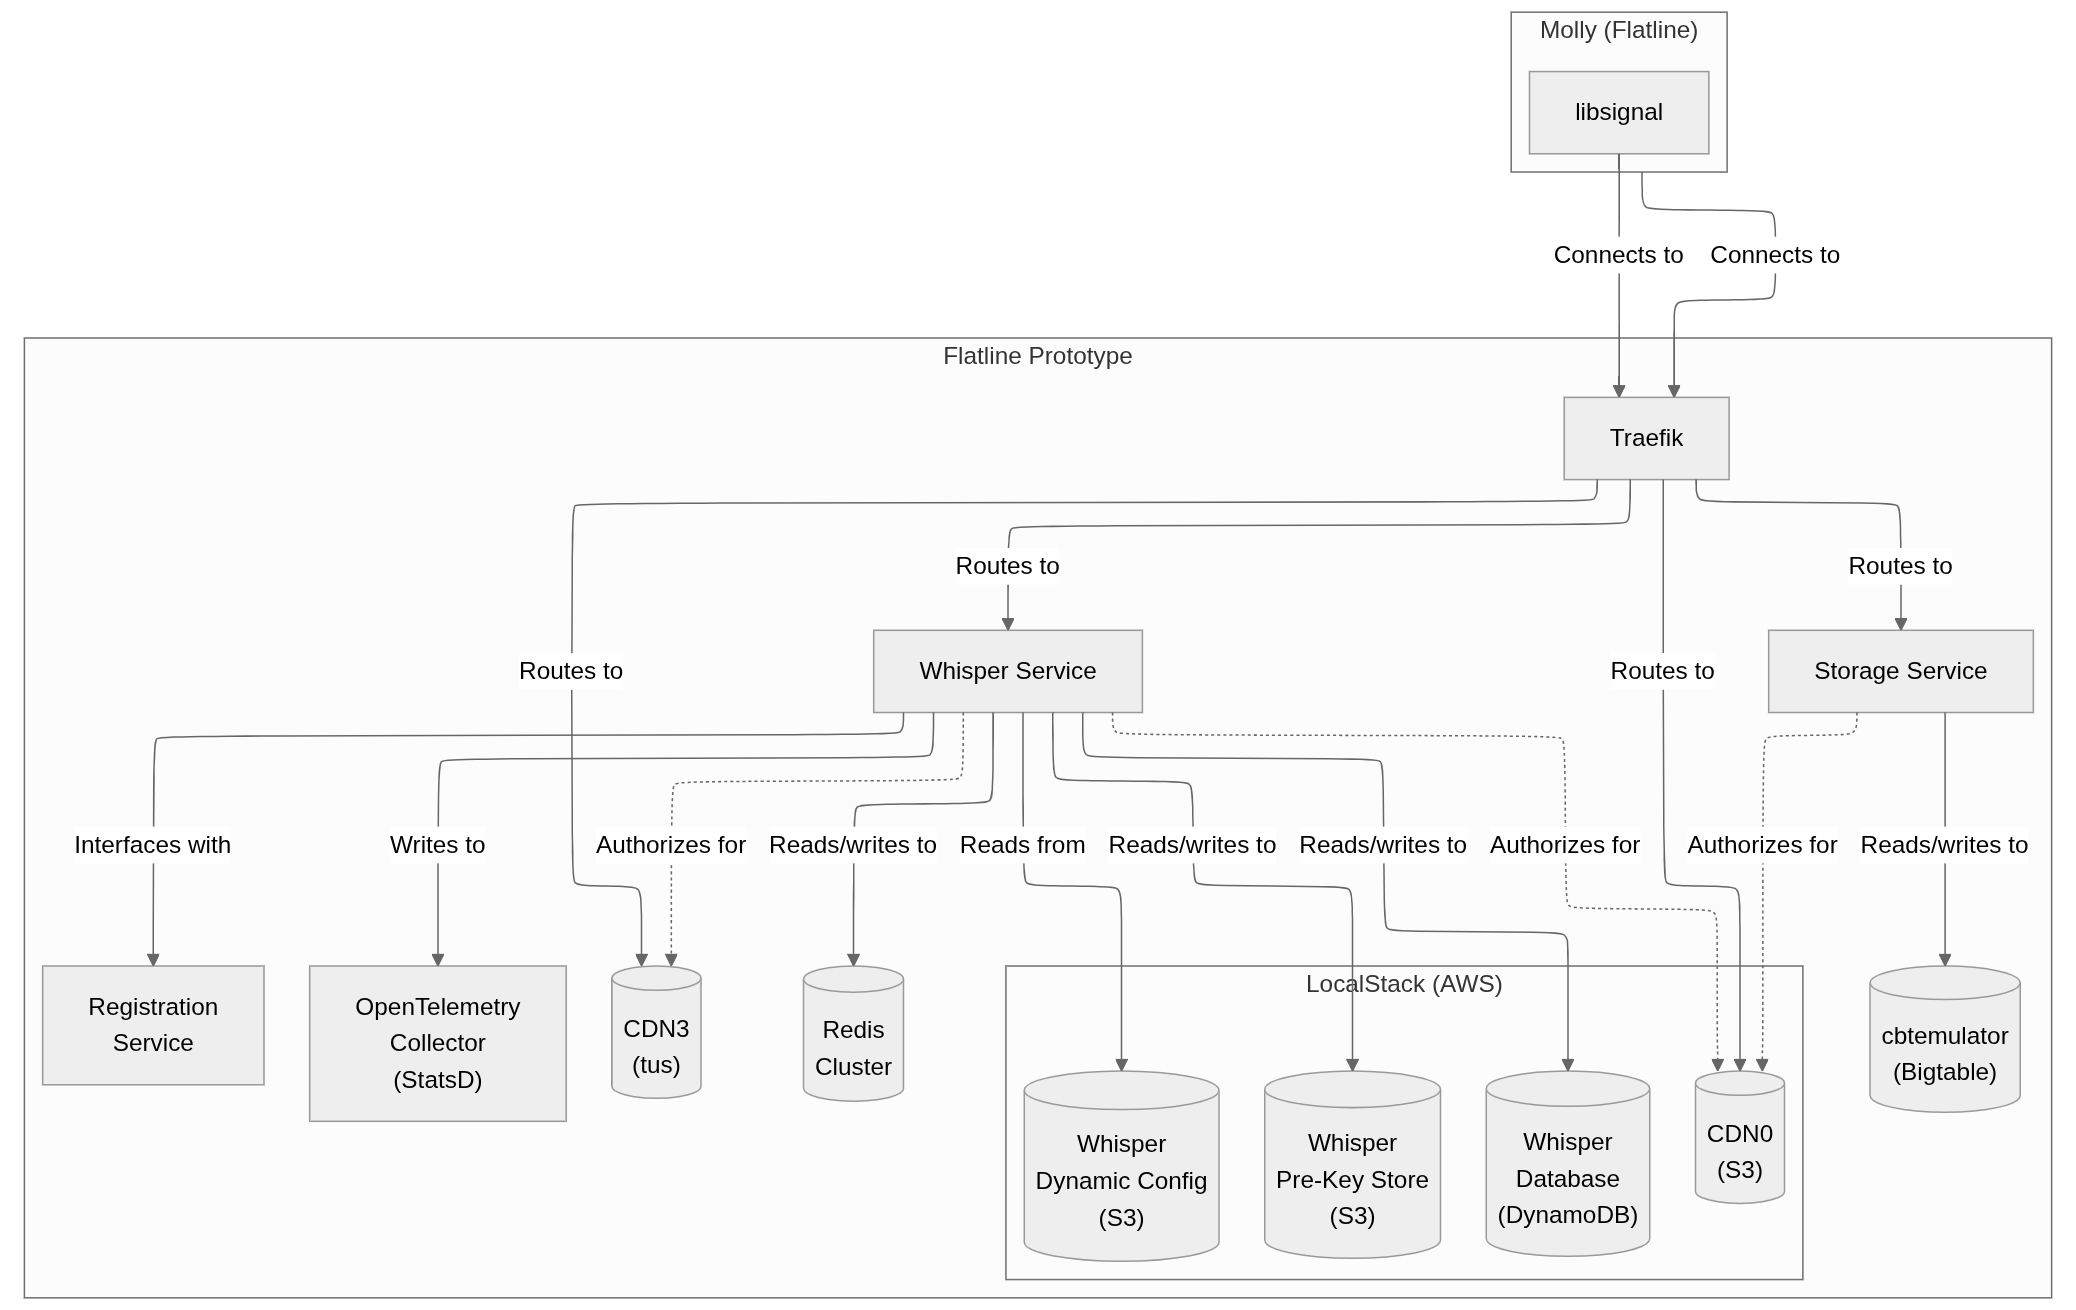 Molly (Flatline)
libsignal
Connects to
Connects to
Flatline Prototype
Traefik
Routes to
Routes to
Routes to
Whisper Service
Routes to
Storage Service
Interfaces with
Writes to
Authorizes for
Reads/writes to
Reads from
Reads/writes to
Reads/writes to
Authorizes for
Authorizes for
Reads/writes to
Registration
Service
OpenTelemetry
Collector
(StatsD)
CDN3
(tus)
Redis
Cluster
LocalStack (AWS)
Whisper
Dynamic Config
(S3)
Whisper
Pre-Key Store
(S3)
Whisper
Database
(DynamoDB)
CDN0
(S3)
cbtemulator
(Bigtable)